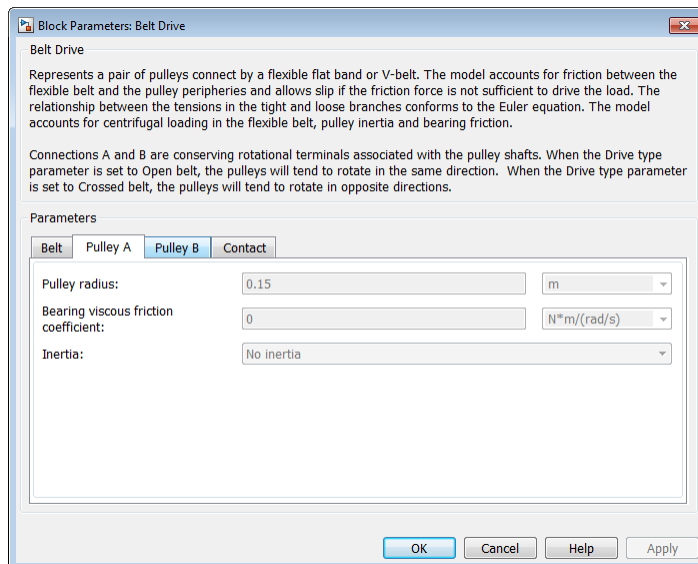 Block Parameters: Belt Drive
Belt Drive
Represents a pair of pulleys connect by a flexible flat band or V-belt. The model accounts for friction between the
flexible belt and the pulley peripheries and allows slip if the friction force is not sufficient to drive the load. The
relationship between the tensions in the tight and loose branches conforms to the Euler equation. The model
accounts for centrifugal loading in the flexible belt, pulley inertia and bearing friction.
Connections A and B are conserving rotational terminals associated with the pulley shafts. When the Drive type
parameter is set to Open belt, the pulleys will tend to rotate in the same direction.  When the Drive type parameter
is set to Crossed belt, the pulleys will tend to rotate in opposite directions.
Parameters
Belt Pulley A Pulley B Contact
Pulley radius: 0.15 m
Bearing viscous friction
coefficient: 0 N*m/(rad/s)
Inertia: No inertia
OK Cancel Help Apply